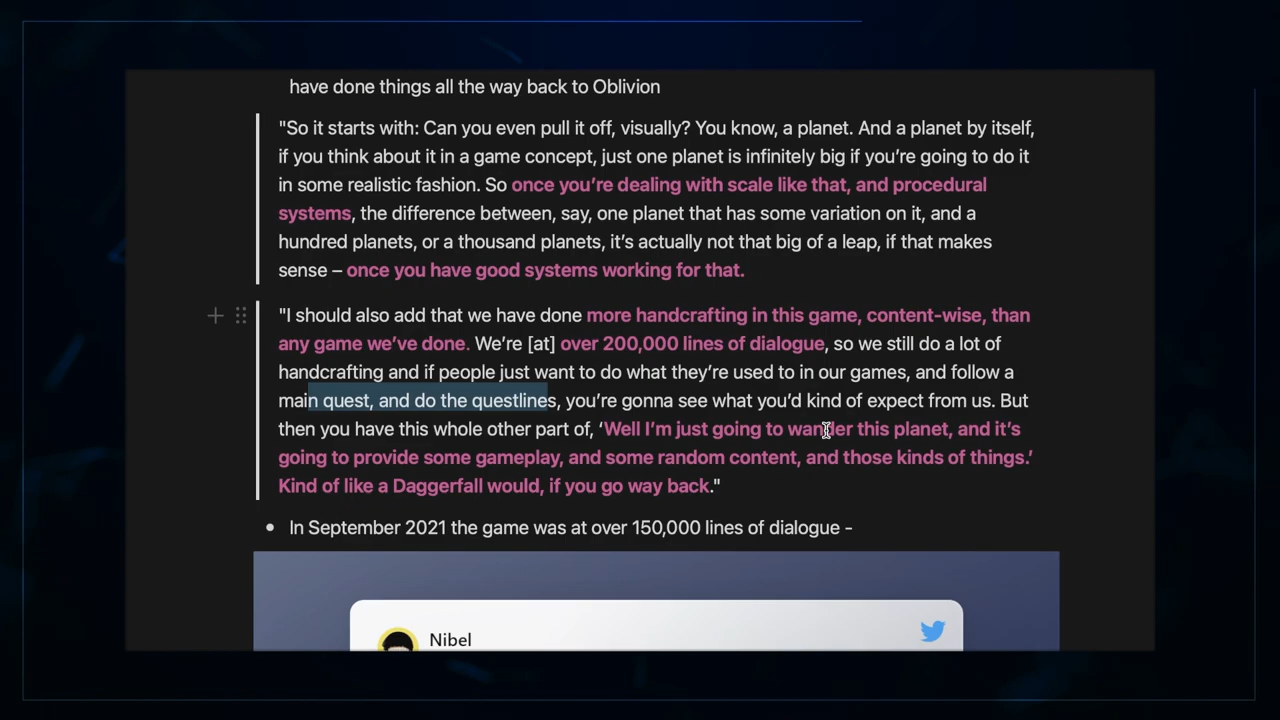 have done things all the way back to Oblivion
"So it starts with: Can you even pull it off, visually? You know, a planet. And a planet by itself,
if you think about it in a game concept, just one planet is infinitely big if you’re going to do it
in some realistic fashion. So once you’re dealing with scale like that, and procedural
systems, the difference between, say, one planet that has some variation on it, and a
hundred planets, or a thousand planets, it’s actually not that big of a leap, if that makes
sense – once you have good systems working for that.
"I should also add that we have done more handcrafting in this game, content-wise, than
any game we’ve done. We’re [at] over 200,000 lines of dialogue, so we still do a lot of
handcrafting and if people just want to do what they’re used to in our games, and follow a
main quest, and do the questlines, you’re gonna see what you’d kind of expect from us. But
then you have this whole other part of, ‘Well I’m just going to wander this planet, and it’s
going to provide some gameplay, and some random content, and those kinds of things.’
Kind of like a Daggerfall would, if you go way back."
• In September 2021 the game was at over 150,000 lines of dialogue -
Nibel